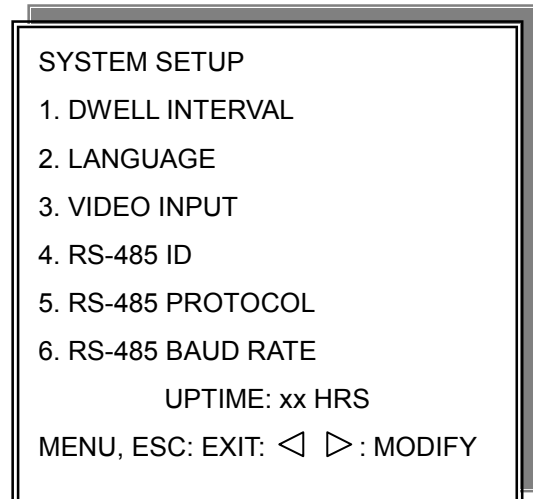 SYSTEM SETUP
1. DWELL INTERVAL
2. LANGUAGE
3. VIDEO INPUT
4. RS-485 ID
5. RS-485 PROTOCOL
6. RS-485 BAUD RATE
UPTIME: xx HRS
MENU, ESC: EXIT: ◁ ▷ : MODIFY